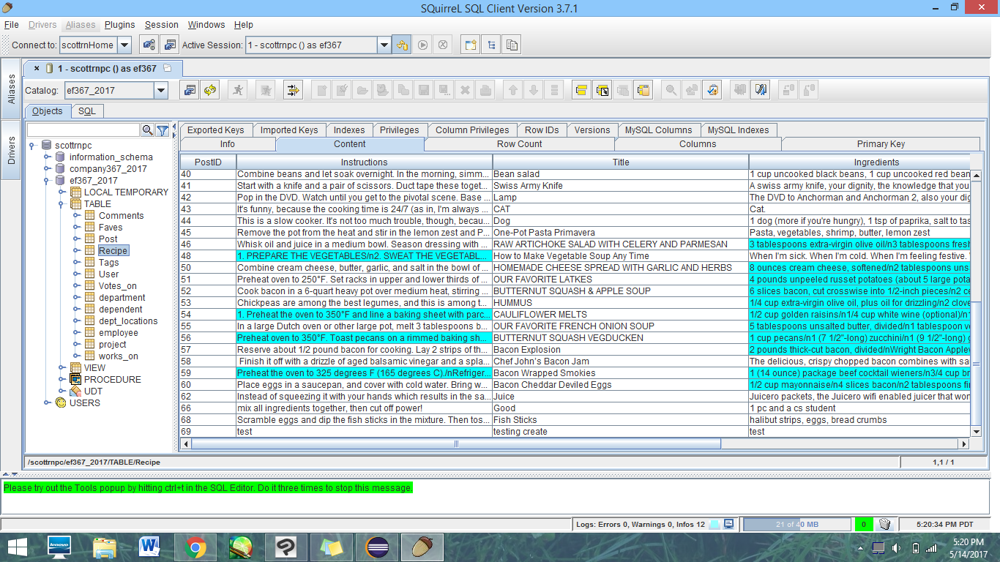 SQuirreL SQL Client Version 3.7.1
File Drivers Aliases Plugins Session Windows Help
Connect to: scottrnHome Active Session: 1 - scottrnpc () as ef367
1 - scottrnpc () as ef367
Aliases
Drivers
Catalog: ef367_2017
Objects SQL
scottrnpc
information_schema
company367_2017
ef367_2017
LOCAL TEMPORARY
TABLE
Comments
Faves
Post
Recipe
Tags
User
Votes_on
department
dependent
dept_locations
employee
project
works_on
VIEW
PROCEDURE
UDT
USERS
Exported Keys Imported Keys Indexes Privileges Column Privileges Row IDs Versions MySQL Columns MySQL Indexes
Info Content Row Count Columns Primary Key
PostID Instructions Title Ingredients
40 Combine beans and let soak overnight. In the morning, simm... Bean salad 1 cup uncooked black beans, 1 cup uncooked red bean
41 Start with a knife and a pair of scissors. Duct tape these toget... Swiss Army Knife A swiss army knife, your dignity, the knowledge that you
42 Pop in the DVD. Watch until you get to the pivotal scene. Base ... Lamp The DVD to Anchorman and Anchorman 2, also your dig
43 It's funny, because the cooking time is 24/7 (as in, I'm always ... CAT Cat.
44 This is a slow cooker. It's not too much trouble, though, becau... Dog 1 dog (more if you're hungry), 1 tsp of paprika, salt to tas
45 Remove the pot from the heat and stir in the lemon zest and P... One-Pot Pasta Primavera Pasta, vegetables, shrimp, butter, lemon zest
46 Whisk oil and juice in a medium bowl. Season dressing with ... RAW ARTICHOKE SALAD WITH CELERY AND PARMESAN 3 tablespoons extra-virgin olive oil/n3 tablespoons fresh
48 1. PREPARE THE VEGETABLES/n2. SWEAT THE VEGETABL... How to Make Vegetable Soup Any Time When I'm sick. When I'm cold. When I'm feeling festive.
50 Combine cream cheese, butter, garlic, and salt in the bowl of ... HOMEMADE CHEESE SPREAD WITH GARLIC AND HERBS 8 ounces cream cheese, softened/n2 teaspoons uns
51 Preheat oven to 250°F. Set racks in upper and lower thirds of ... OUR FAVORITE LATKES 4 pounds unpeeled russet potatoes (about 5 large pota
52 Cook bacon in a 6-quart heavy pot over medium heat, stirring ... BUTTERNUT SQUASH & APPLE SOUP 6 slices bacon, cut crosswise into 1/2-inch pieces/n2 ce
53 Chickpeas are among the best legumes, and this is among t... HUMMUS 1/4 cup extra-virgin olive oil, plus oil for drizzling/n2 clove
54 1. Preheat oven to 350°F and line a baking sheet with parc... CAULIFLOWER MELTS 1/2 cup golden raisins/n1/4 cup white wine (optional)/n
55 In a large Dutch oven or other large pot, melt 3 tablespoons b... OUR FAVORITE FRENCH ONION SOUP 5 tablespoons unsalted butter, divided/n1 tablespoon ve
56 Preheat oven to 350°F. Toast pecans on a rimmed baking sh... BUTTERNUT SQUASH VEGDUCKEN 1 cup pecans/n1 (7 1/2"-long) zucchini/n1 (9 1/2"-long) g
57 Reserve about 1/2 pound bacon for cooking. Lay 2 strips of th... Bacon Explosion 2 pounds thick-cut bacon, divided/nWright Bacon Applew
58 Finish it off with a drizzle of aged balsamic vinegar and a spla... Chef John's Bacon Jam The delicious, crispy chopped bacon combines with sa
59 Preheat the oven to 325 degrees F (165 degrees C)./nRefriger... Bacon Wrapped Smokies 1 (14 ounce) package beef cocktail wieners/n3/4 cup br
60 Place eggs in a saucepan, and cover with cold water. Bring w... Bacon Cheddar Deviled Eggs 1/2 cup mayonnaise/n4 slices bacon/n2 tablespoons fi
62 Instead of squeezing it with your hands which results in the sa... Juice Juicero packets, the Juicero wifi enabled juicer that won
66 mix all ingredients together, then cut off power! Good 1 pc and a cs student
68 Scramble eggs and dip the fish sticks in the mixture. Then tos... Fish Sticks halibut strips, eggs, bread crumbs
69 test testing create test
/scottrnpc/ef367_2017/TABLE/Recipe 1,1 / 1
Please try out the Tools popup by hitting ctrl+t in the SQL Editor. Do it three times to stop this message.
Logs: Errors 0, Warnings 0, Infos 12 21 of 40 MB 0 5:20:34 PM PDT
lenovo
5:20 PM
5/14/2017